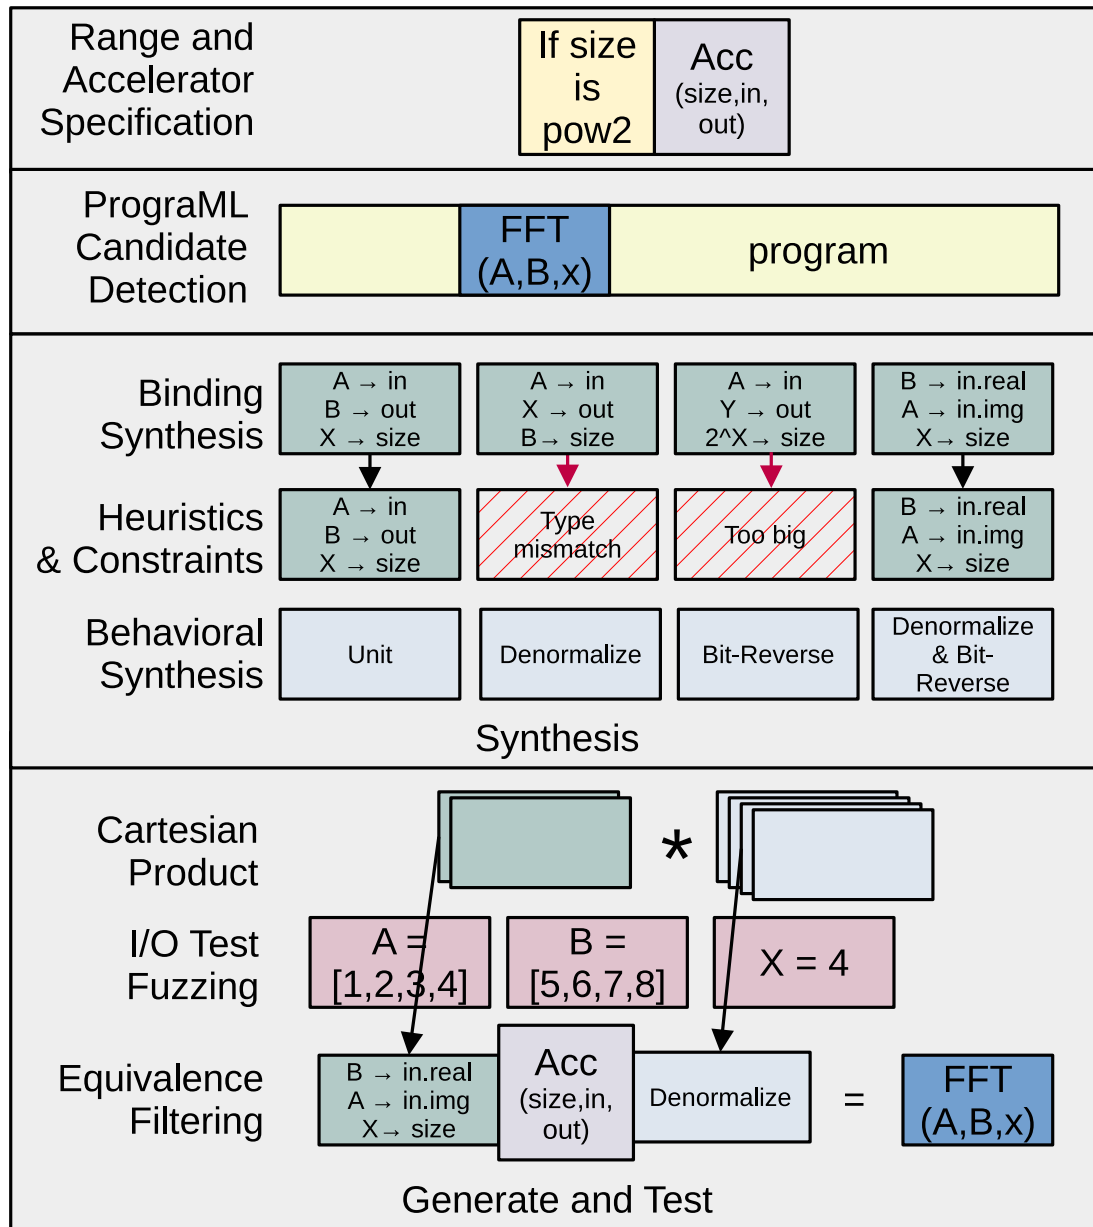 Range and
Accelerator
Specification
If size
is
pow2
Acc
(size,in,
out)
PrograML
Candidate
Detection
FFT
(A,B,x)
program
Binding
Synthesis
A → in
B → out
X → size
A → in
X → out
B→ size
A → in
Y → out
2^X→ size
B → in.real
A → in.img
X→ size
Heuristics
& Constraints
A → in
B → out
X → size
Type
mismatch
Too big
B → in.real
A → in.img
X→ size
Behavioral
Synthesis
Unit
Denormalize
Bit-Reverse
Denormalize
& Bit-
Reverse
Synthesis
Cartesian
Product
*
I/O Test
Fuzzing
A =
[1,2,3,4]
B =
[5,6,7,8]
X = 4
Equivalence
Filtering
B → in.real
A → in.img
X→ size
Acc
(size,in,
out)
Denormalize
=
FFT
(A,B,x)
Generate and Test